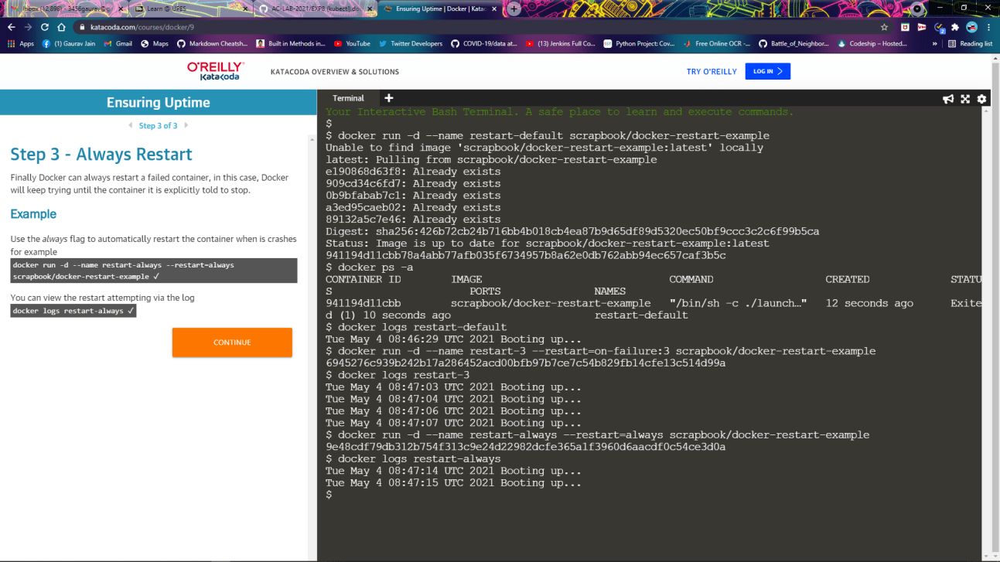 Inbox (12,896) - 3456gaurav@g
Learn @ UPES
AC-LAB-2021/EXP8 (kubectl).do
Ensuring Uptime | Docker | Katac
katacoda.com/courses/docker/9
Apps
(1) Gaurav Jain
Gmail
Maps
Markdown Cheatsh...
Built in Methods in...
YouTube
Twitter Developers
COVID-19/data at...
(13) Jenkins Full Co...
Python Project: Cov...
Free Online OCR -...
Battle_of_Neighbor...
Codeship – Hosted...
»
Reading list
O'REILLY
Katacoda
KATACODA OVERVIEW & SOLUTIONS
TRY O'REILLY
LOG IN
Ensuring Uptime
Step 3 of 3
Step 3 - Always Restart
Finally Docker can always restart a failed container, in this case, Docker
will keep trying until the container it is explicitly told to stop.
Example
Use the always flag to automatically restart the container when is crashes
for example
docker run -d --name restart-always --restart=always
scrapbook/docker-restart-example ✓
You can view the restart attempting via the log
docker logs restart-always ✓
CONTINUE
Terminal
Your Interactive Bash Terminal. A safe place to learn and execute commands.
$
$ docker run -d --name restart-default scrapbook/docker-restart-example
Unable to find image 'scrapbook/docker-restart-example:latest' locally
latest: Pulling from scrapbook/docker-restart-example
e190868d63f8: Already exists
909cd34c6fd7: Already exists
0b9bfabab7c1: Already exists
a3ed95caeb02: Already exists
89132a5c7e46: Already exists
Digest: sha256:426b72cb24b716bb4b018cb4ea87b9d65df89d5320ec50bf9ccc3c2c6f99b5ca
Status: Image is up to date for scrapbook/docker-restart-example:latest
941194d11cbb78a4abb77afb035f6734957b8a62e0db762abb94ec657caf3b5c
$ docker ps -a
CONTAINER ID        IMAGE                              COMMAND                  CREATED             STATU
S                      PORTS               NAMES
941194d11cbb        scrapbook/docker-restart-example   "/bin/sh -c ./launch…"   12 seconds ago      Exite
d (1) 10 seconds ago                       restart-default
$ docker logs restart-default
Tue May 4 08:46:29 UTC 2021 Booting up...
$ docker run -d --name restart-3 --restart=on-failure:3 scrapbook/docker-restart-example
6945276c939b242b17a286452acd00bfb97b7ce7c54b829fb14cfe13c514d99a
$ docker logs restart-3
Tue May 4 08:47:03 UTC 2021 Booting up...
Tue May 4 08:47:04 UTC 2021 Booting up...
Tue May 4 08:47:06 UTC 2021 Booting up...
Tue May 4 08:47:07 UTC 2021 Booting up...
$ docker run -d --name restart-always --restart=always scrapbook/docker-restart-example
9e48cdf79db312b754f313c9e24d22982dcfe365a1f3960d6aacdf0c54ce3d0a
$ docker logs restart-always
Tue May 4 08:47:14 UTC 2021 Booting up...
Tue May 4 08:47:15 UTC 2021 Booting up...
$